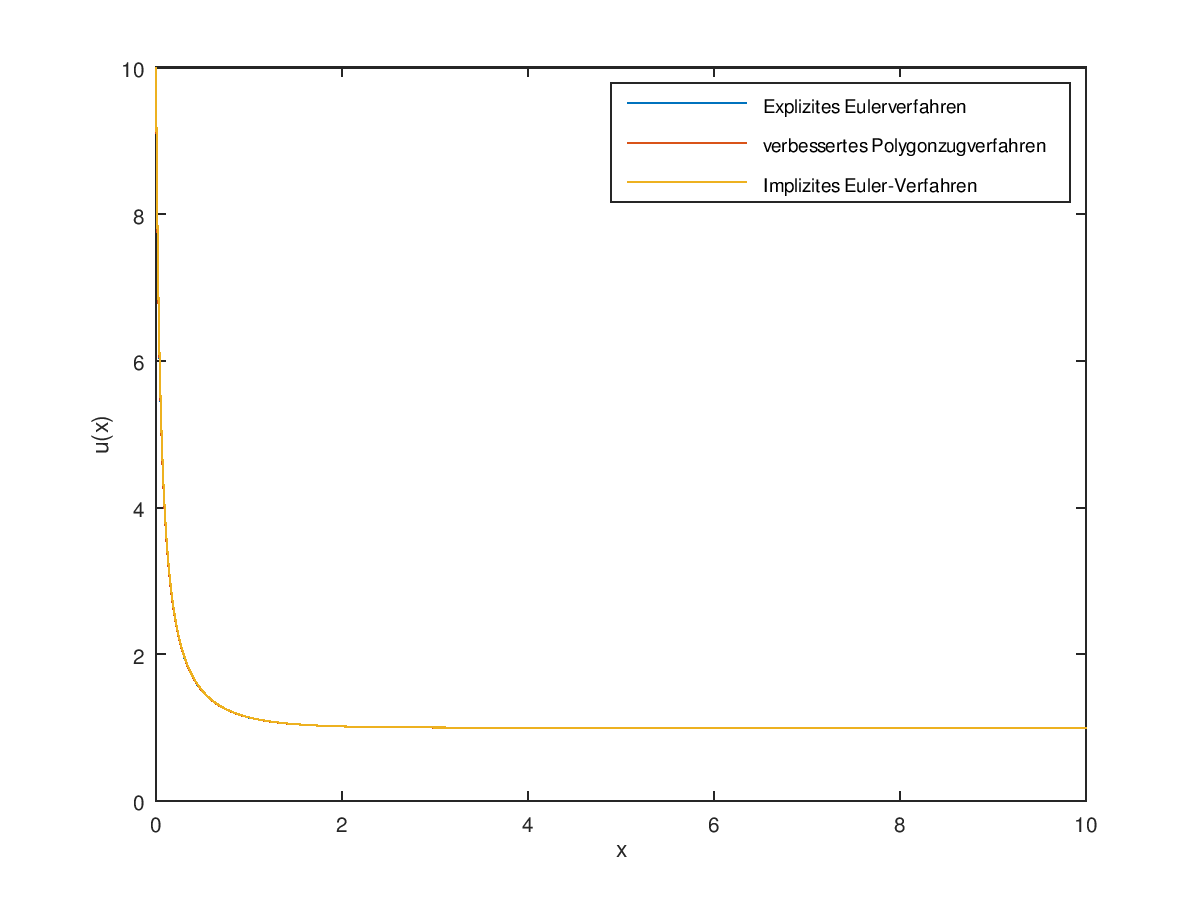 10
8
6
4
2
0
u(x)
Explizites Eulerverfahren
verbessertes Polygonzugverfahren
Implizites Euler-Verfahren
0 2 4 6 8 10
x